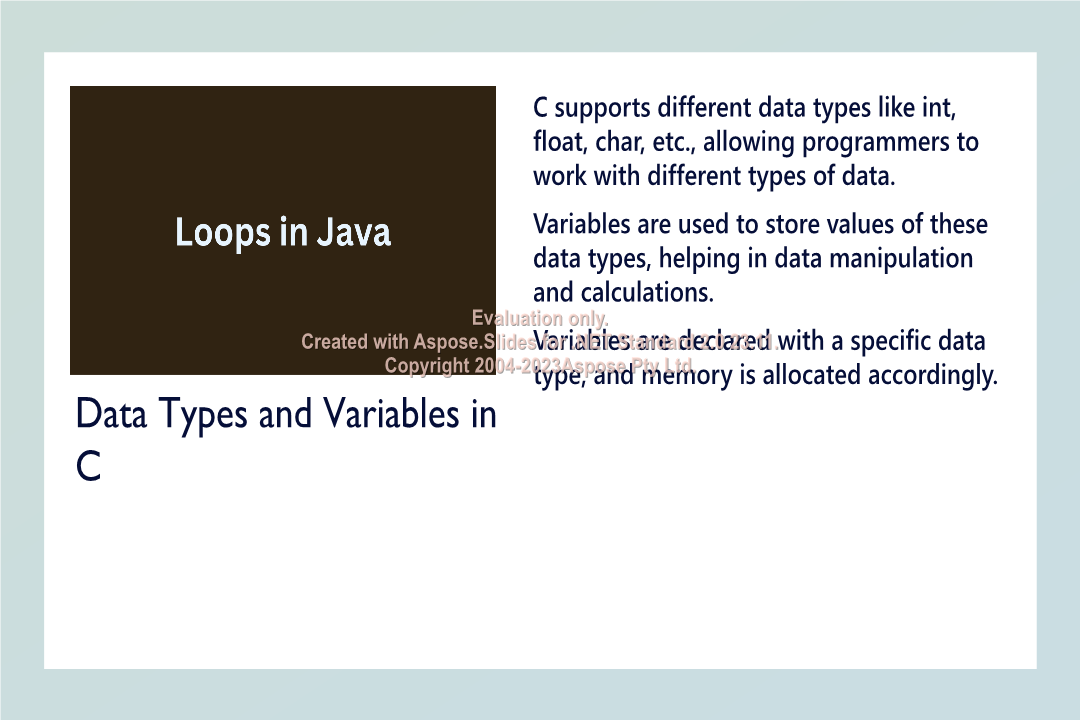 Loops in Java
Data Types and Variables in
C
C supports different data types like int,
float, char, etc., allowing programmers to
work with different types of data.
Variables are used to store values of these
data types, helping in data manipulation
and calculations.
Variables are declared with a specific data
type, and memory is allocated accordingly.
Evaluation only.
Created with Aspose.Slides for .NET Standard 2.0 23.11.
Copyright 2004-2023Aspose Pty Ltd.